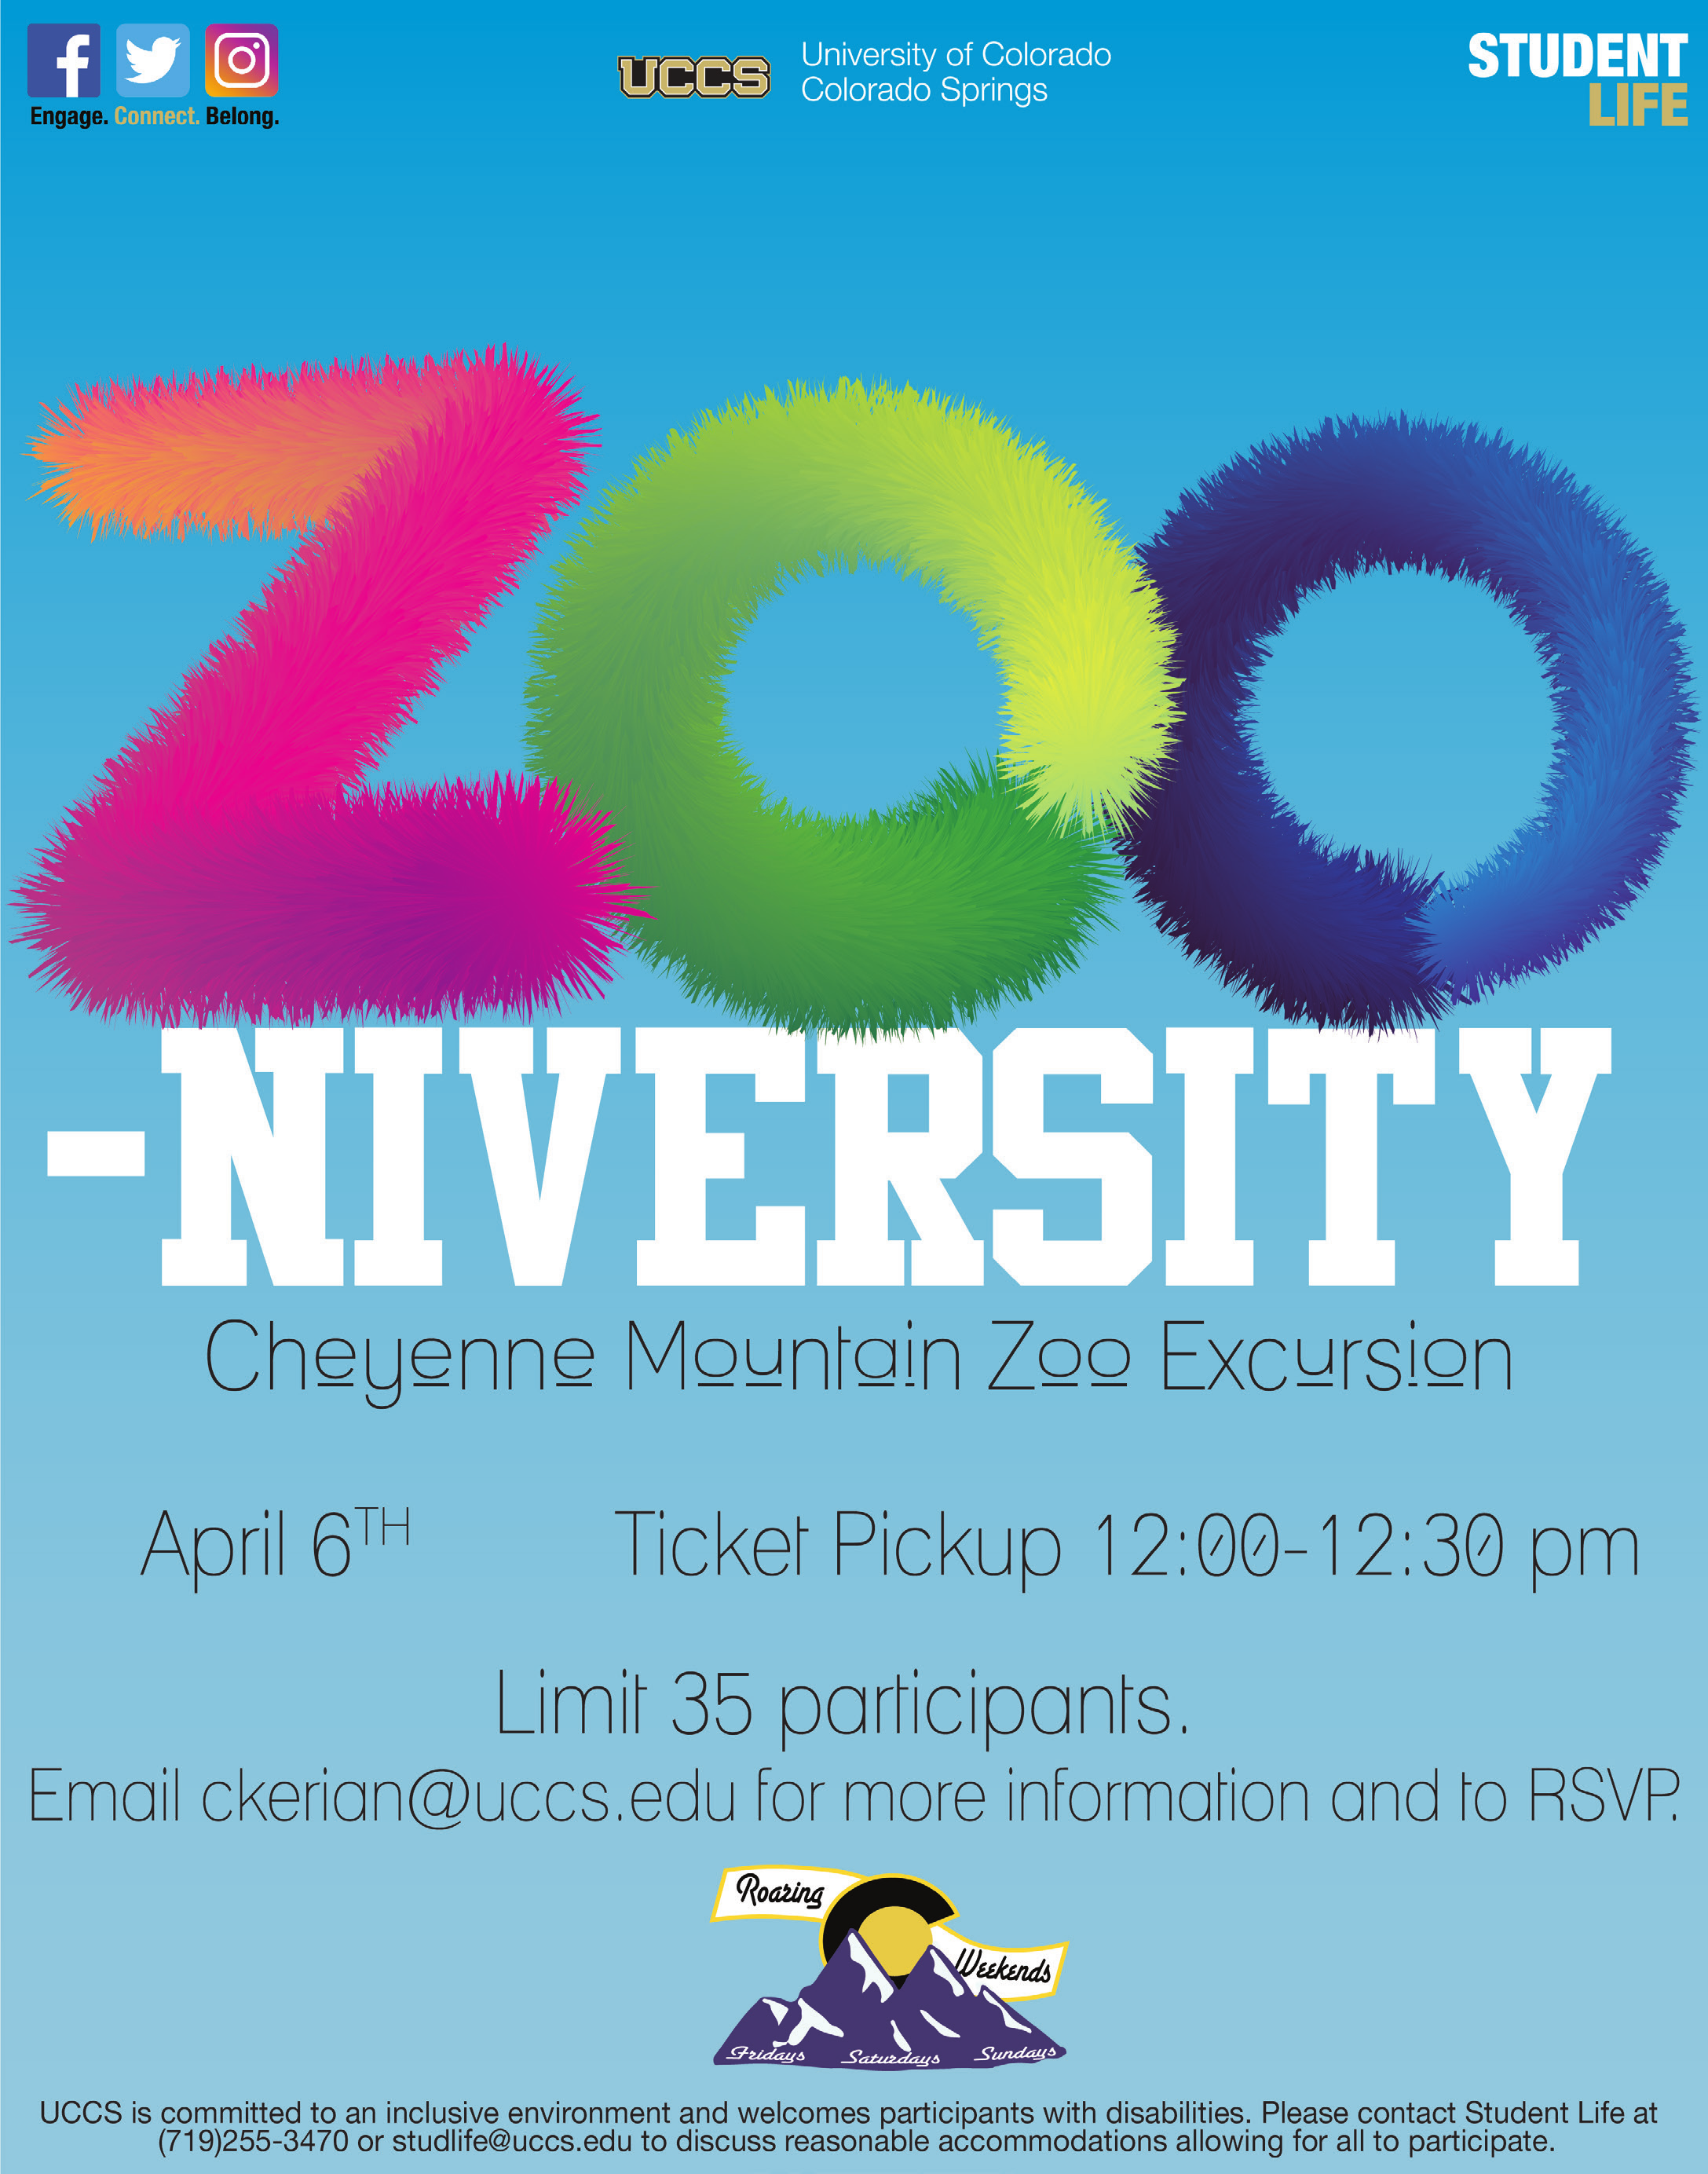 Engage. Connect. Belong.
UCCS
University of Colorado
Colorado Springs
STUDENT
LIFE
ZOO
-NIVERSITY
Cheyenne Mountain Zoo Excursion
April 6TH Ticket Pickup 12:00-12:30 pm
Limit 35 participants.
Email ckerian@uccs.edu for more information and to RSVP.
Roaring
Weekends
Fridays Saturdays Sundays
UCCS is committed to an inclusive environment and welcomes participants with disabilities. Please contact Student Life at
(719)255-3470 or studlife@uccs.edu to discuss reasonable accommodations allowing for all to participate.